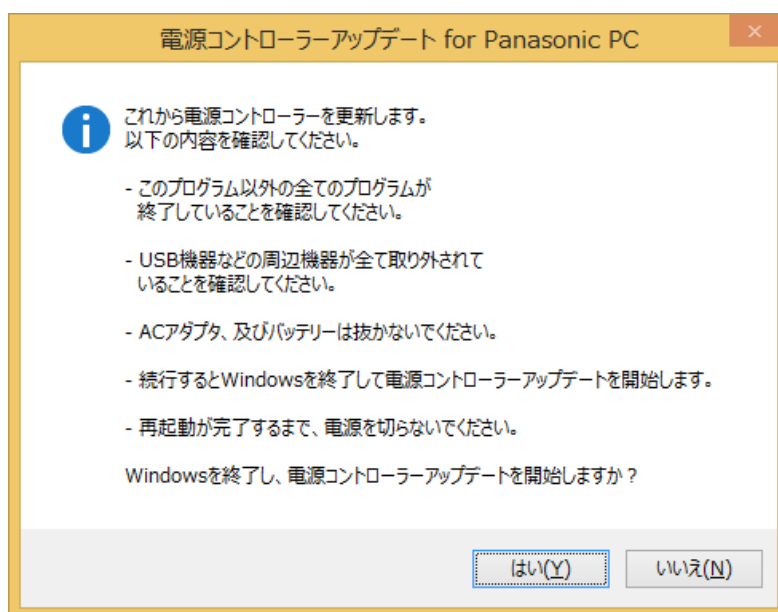 電源コントローラーアップデート for Panasonic PC
これから電源コントローラーを更新します。
以下の内容を確認してください。
- このプログラム以外の全てのプログラムが
終了していることを確認してください。
- USB機器などの周辺機器が全て取り外されて
いることを確認してください。
- ACアダプタ、及びバッテリーは抜かないでください。
- 続行するとWindowsを終了して電源コントローラーアップデートを開始します。
- 再起動が完了するまで、電源を切らないでください。
Windowsを終了し、電源コントローラーアップデートを開始しますか？
はい(Y) いいえ(N)